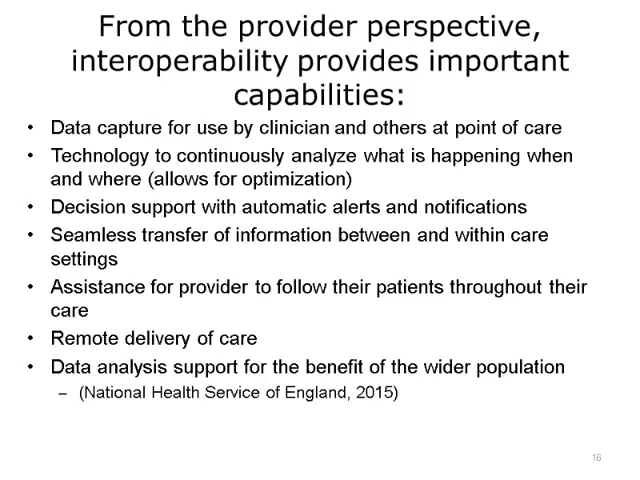 From the provider perspective,
interoperability provides important
capabilities:
• Data capture for use by clinician and others at point of care
• Technology to continuously analyze what is happening when
and where (allows for optimization)
• Decision support with automatic alerts and notifications
• Seamless transfer of information between and within care
settings
• Assistance for provider to follow their patients throughout their
care
• Remote delivery of care
• Data analysis support for the benefit of the wider population
– (National Health Service of England, 2015)
16